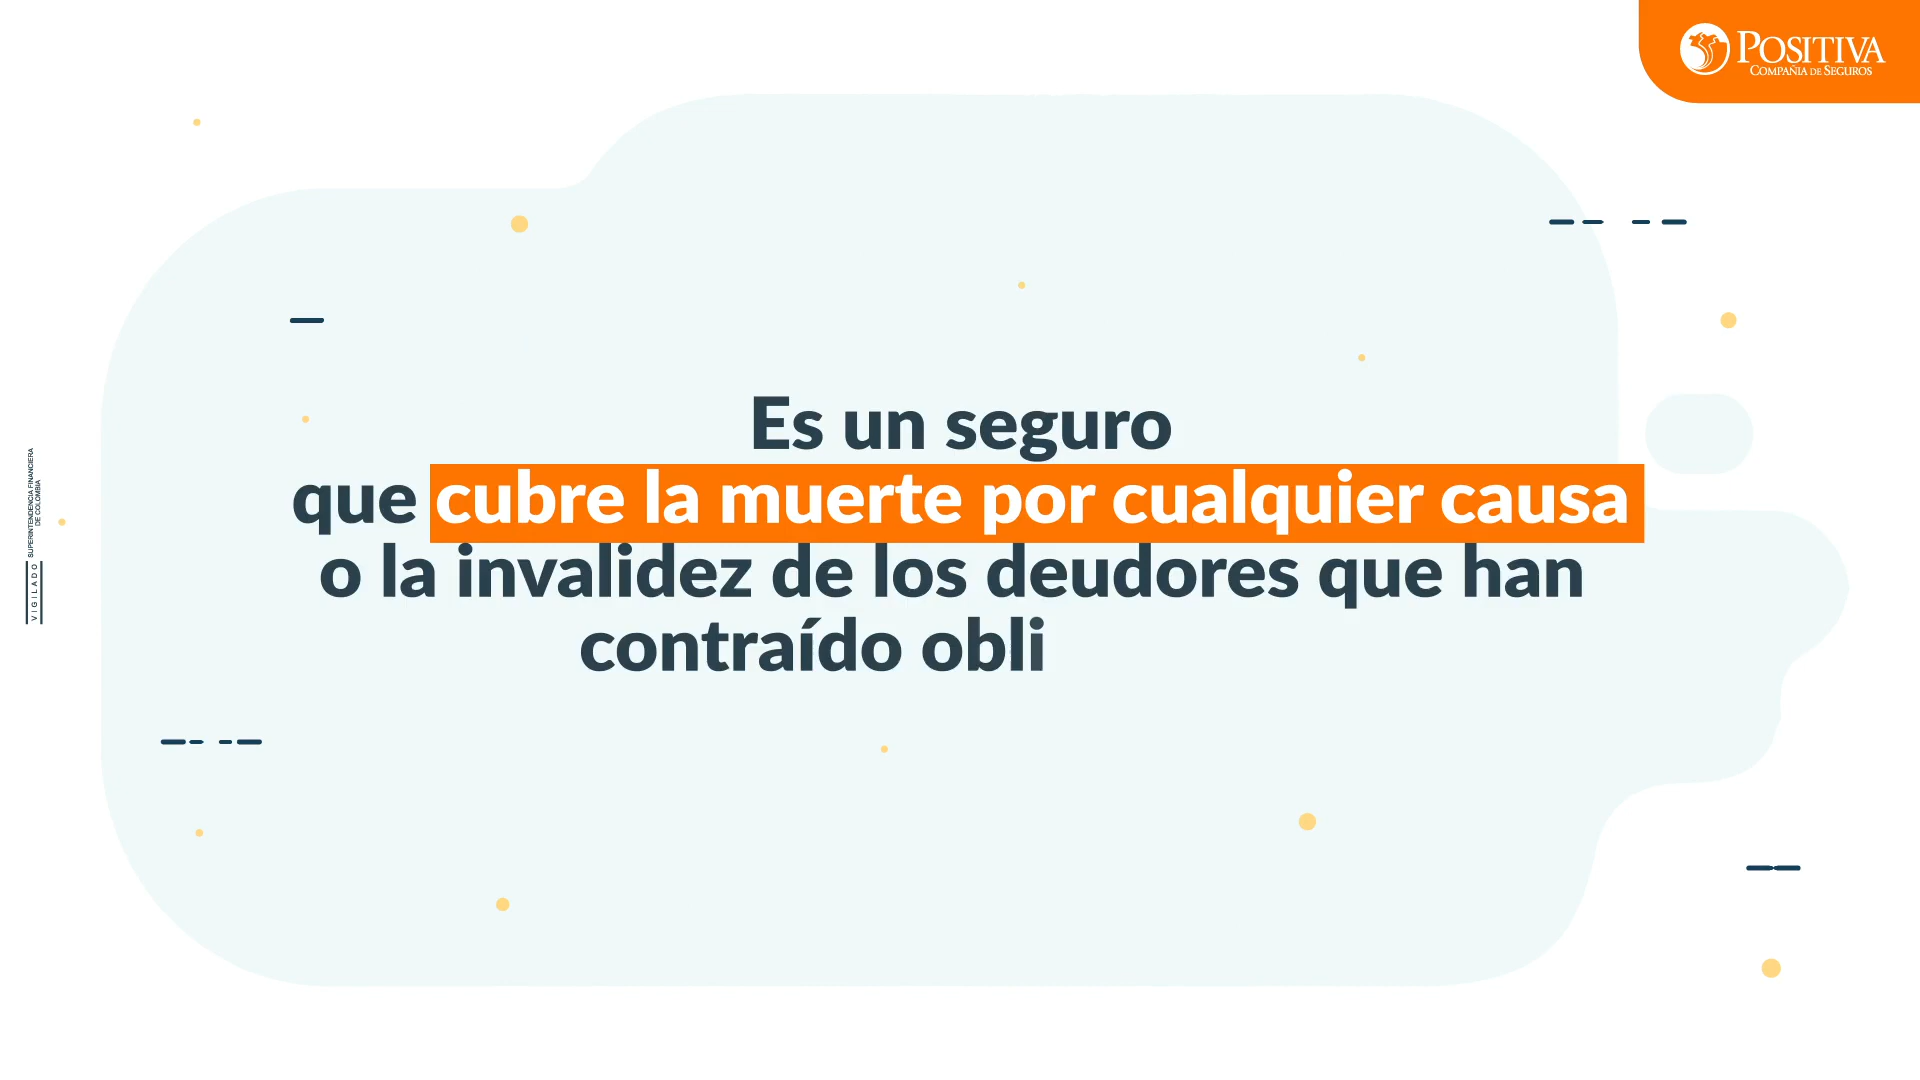 POSITIVA
COMPAÑÍA DE SEGUROS
Es un seguro
que cubre la muerte por cualquier causa
o la invalidez de los deudores que han
contraído obli
VIGILADO
SUPERINTENDENCIA FINANCIERA
DE COLOMBIA